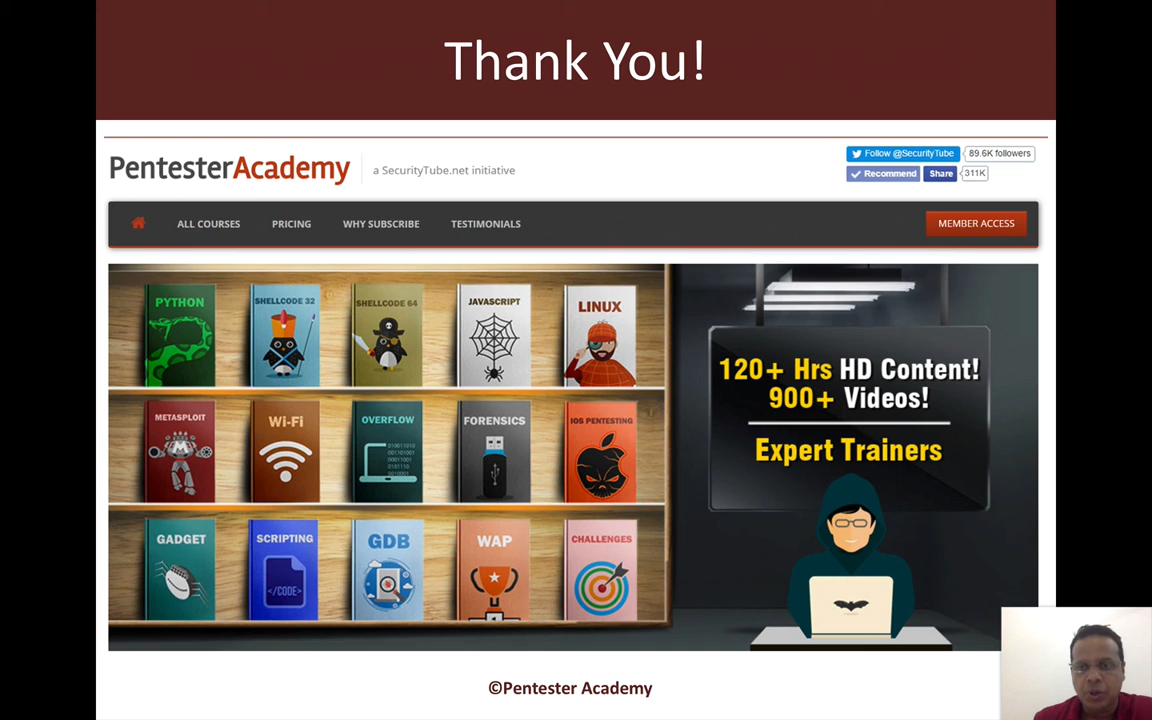 Thank You!
PentesterAcademy
a SecurityTube.net initiative
Follow @SecurityTube
89.6K followers
Recommend
Share
311K
ALL COURSES
PRICING
WHY SUBSCRIBE
TESTIMONIALS
MEMBER ACCESS
PYTHON
SHELLCODE 32
SHELLCODE 64
JAVASCRIPT
LINUX
120+ Hrs HD Content!
900+ Videos!
Expert Trainers
METASPLOIT
Wi-Fi
OVERFLOW
FORENSICS
IOS PENTESTING
GADGET
SCRIPTING
</CODE>
GDB
WAP
CHALLENGES
©Pentester Academy